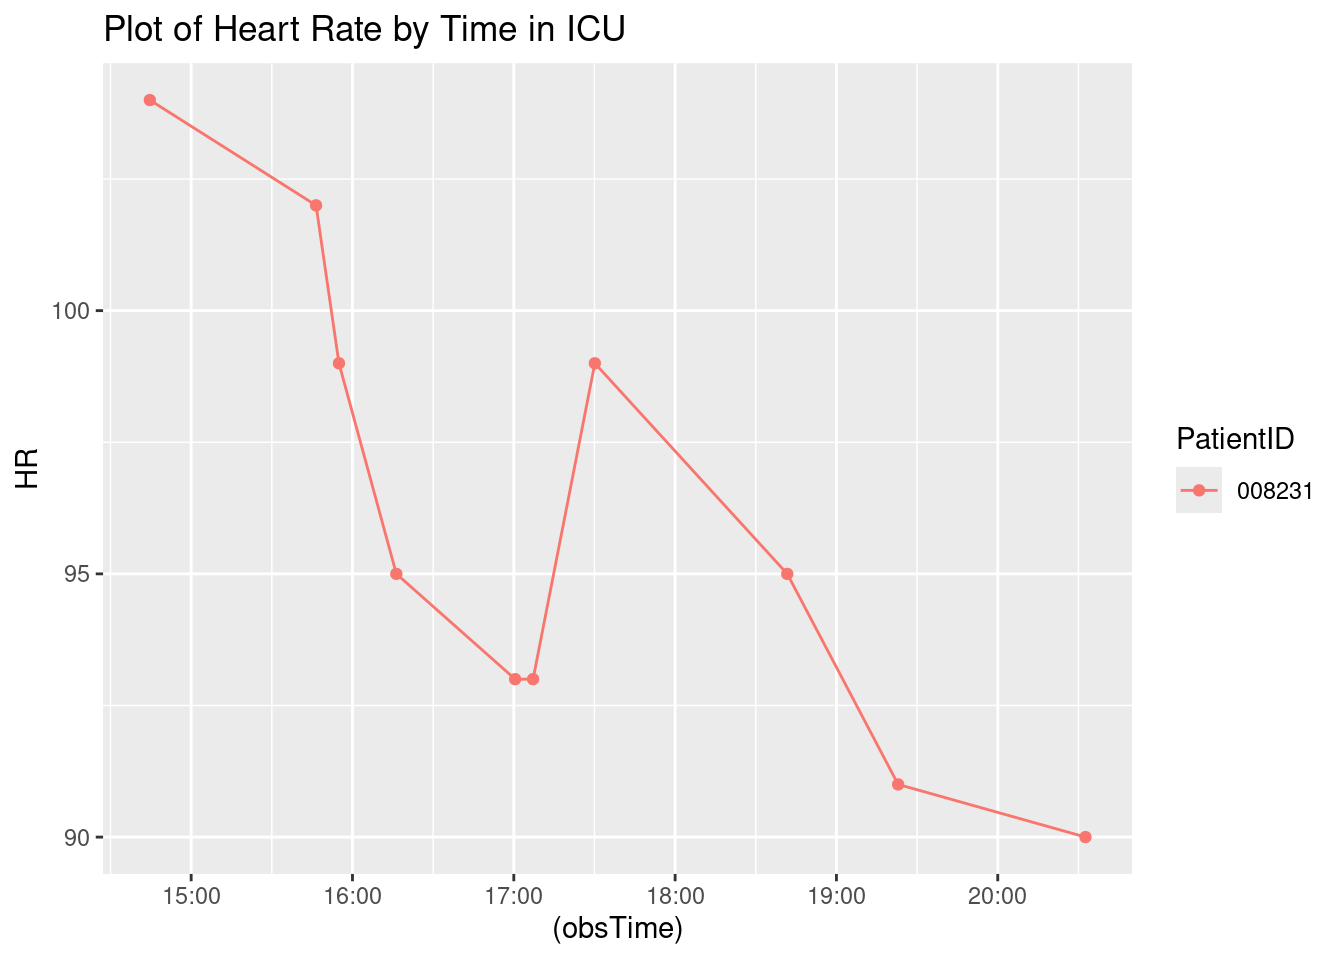 Plot of Heart Rate by Time in ICU
HR
100
95
90
15:00 16:00 17:00 18:00 19:00 20:00
(obsTime)
PatientID
008231